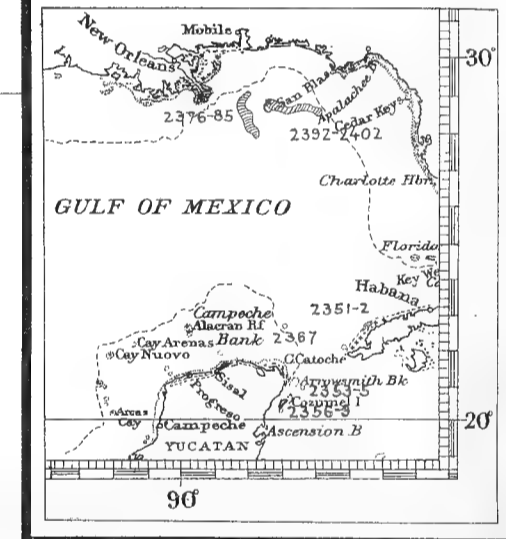 Mobile
New Orleans
30°
San Blas
Apalachee B
2376-85
Cedar Keys
2392-2402
Charlotte Hbr.
GULF OF MEXICO
Florida
Key
Habana
Campeche
2351-2
Alacran Rf
Cay Arenas Bank
2367
Cay Nuovo
C. Catoche
Sisal
Arrowsmith Bk
2353-5
Progreso
Cozumel I
2356-9
Arcas
Cay
20°
Campeche
Ascension B
YUCATAN
90°